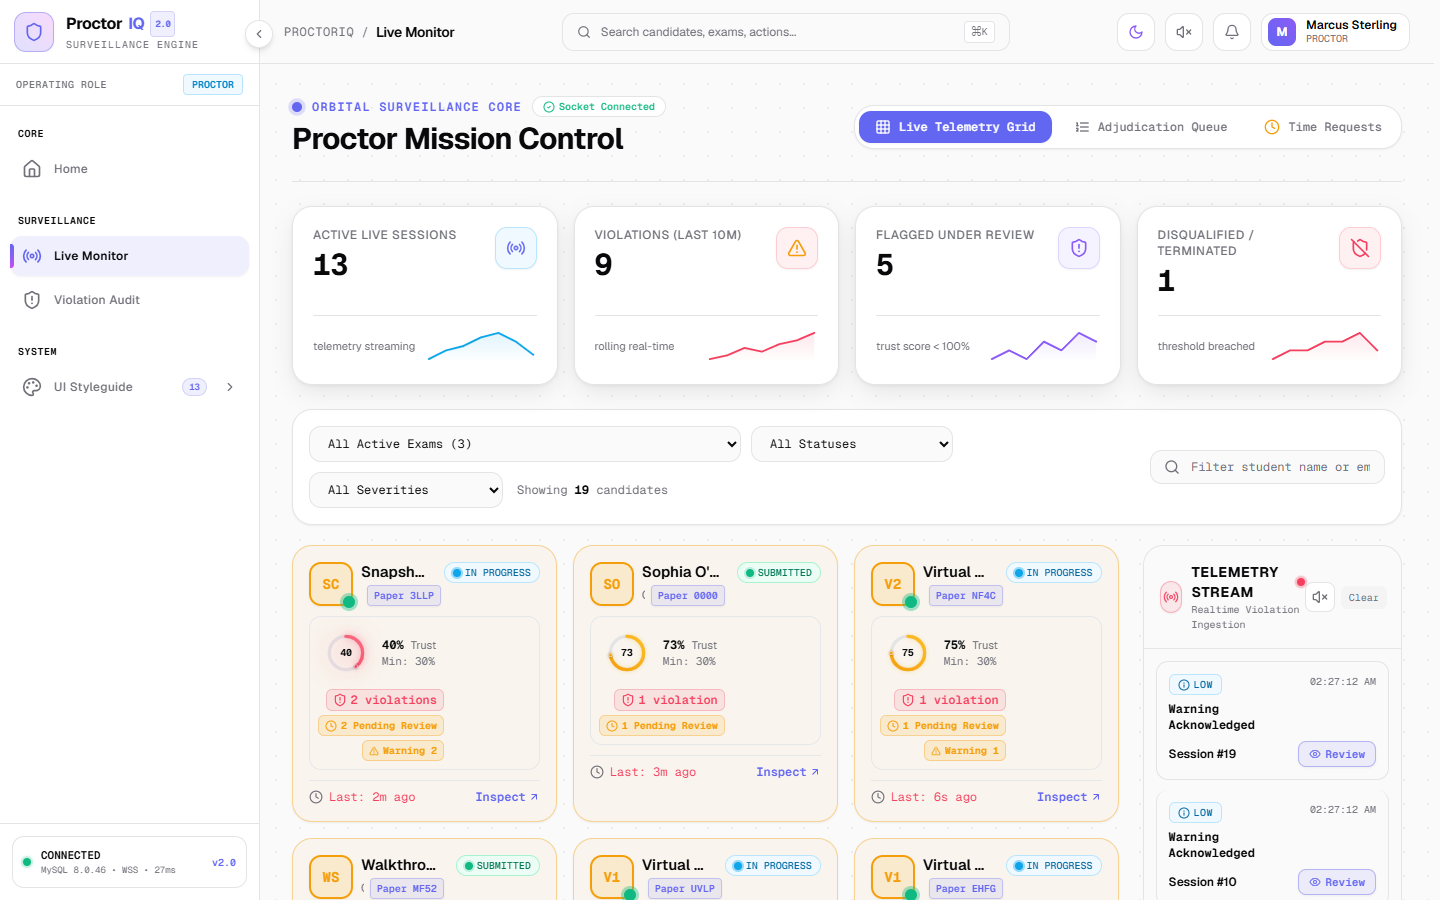 Proctor IQ 2.0
SURVEILLANCE ENGINE
OPERATING ROLE
PROCTOR
CORE
Home
SURVEILLANCE
Live Monitor
Violation Audit
SYSTEM
UI Styleguide
13
CONNECTED
MySQL 8.0.46 • WSS • 27ms
v2.0
PROCTORIQ / Live Monitor
Search candidates, exams, actions...
⌘K
M
Marcus Sterling
PROCTOR
ORBITAL SURVEILLANCE CORE
Socket Connected
Proctor Mission Control
Live Telemetry Grid
Adjudication Queue
Time Requests
ACTIVE LIVE SESSIONS
13
telemetry streaming
VIOLATIONS (LAST 10M)
9
rolling real-time
FLAGGED UNDER REVIEW
5
trust score < 100%
DISQUALIFIED /
TERMINATED
1
threshold breached
All Active Exams (3)
All Statuses
All Severities
Showing 19 candidates
Filter student name or em
SC
Snapsh...
IN PROGRESS
Paper 3LLP
40
40% Trust
Min: 30%
2 violations
2 Pending Review
Warning 2
Last: 2m ago
Inspect
SO
Sophia O'...
SUBMITTED
Paper 0000
73
73% Trust
Min: 30%
1 violation
1 Pending Review
Last: 3m ago
Inspect
V2
Virtual ...
IN PROGRESS
Paper NF4C
75
75% Trust
Min: 30%
1 violation
1 Pending Review
Warning 1
Last: 6s ago
Inspect
WS
Walkthro...
SUBMITTED
Paper MF52
V1
Virtual ...
IN PROGRESS
Paper UVLP
V1
Virtual ...
IN PROGRESS
Paper EHFG
TELEMETRY
STREAM
Realtime Violation
Ingestion
Clear
LOW
02:27:12 AM
Warning
Acknowledged
Session #19
Review
LOW
02:27:12 AM
Warning
Acknowledged
Session #10
Review